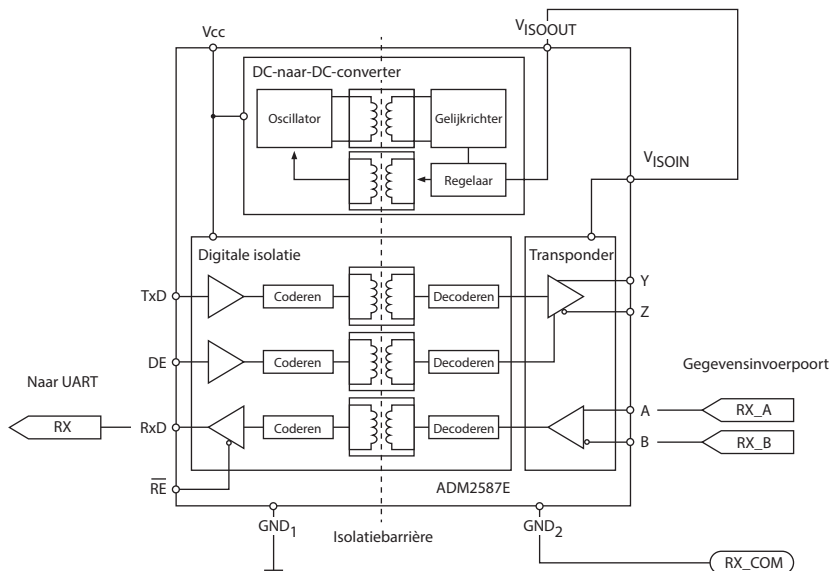 Vcc
VISOOUT
DC-naar-DC-converter
Oscillator
Gelijkrichter
Regelaar
VISOIN
Digitale isolatie
Transponder
TxD
Coderen
Decoderen
Y
Z
DE
Coderen
Decoderen
Naar UART
Gegevensinvoerpoort
RX
RxD
Coderen
Decoderen
A
RX_A
B
RX_B
RE
ADM2587E
GND1
Isolatiebarrière
GND2
RX_COM